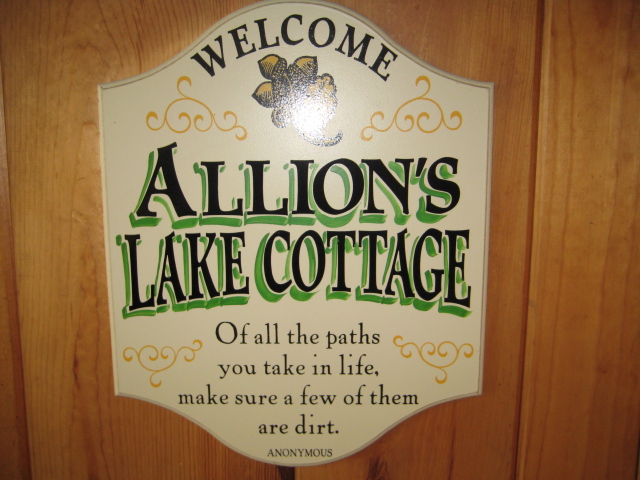 WELCOME
ALLION'S
LAKE COTTAGE
Of all the paths
you take in life,
make sure a few of them
are dirt.
ANONYMOUS